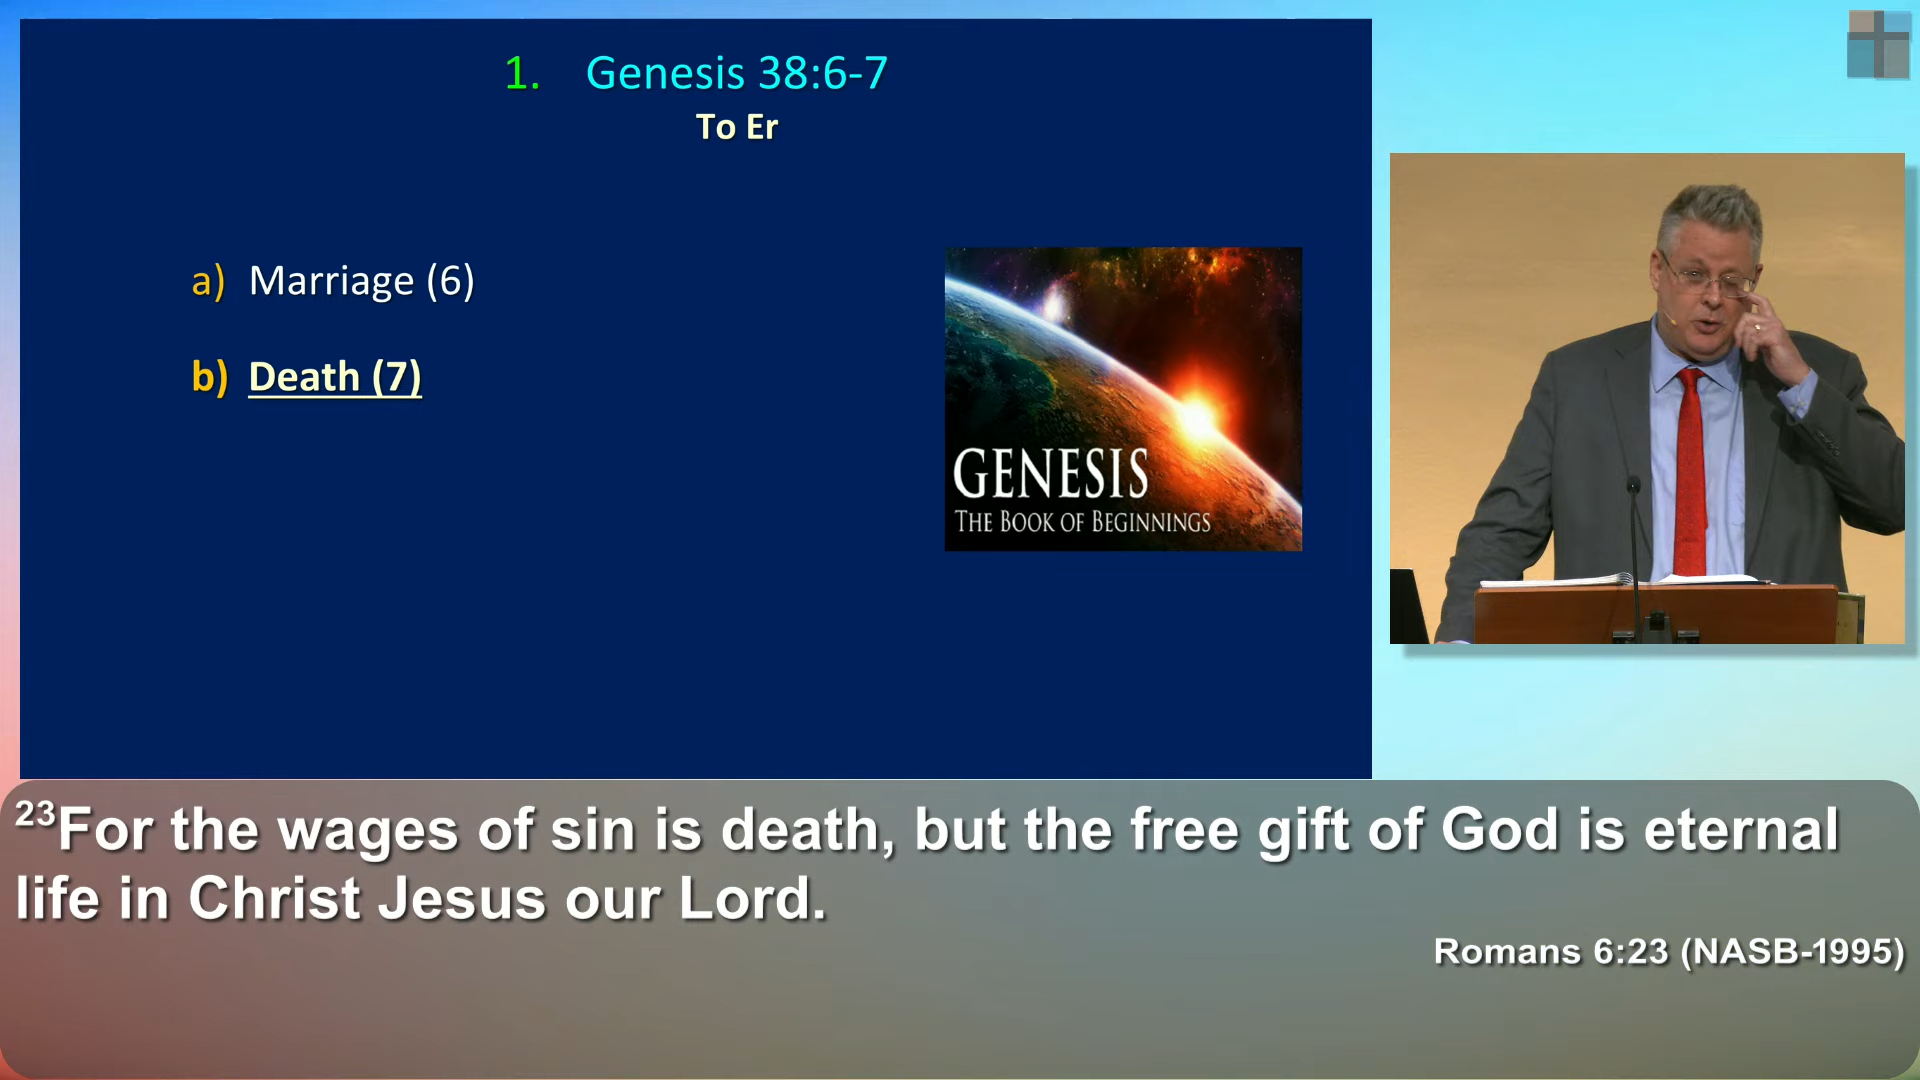 1. Genesis 38:6-7
To Er
a) Marriage (6)
b) Death (7)
GENESIS
THE BOOK OF BEGINNINGS
23For the wages of sin is death, but the free gift of God is eternal
life in Christ Jesus our Lord.
Romans 6:23 (NASB-1995)